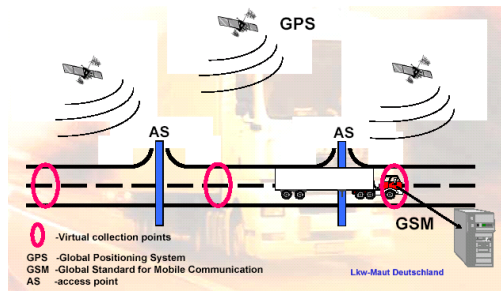 GPS
AS
AS
GSM
-Virtual collection points
GPS -Global Positioning System
GSM -Global Standard for Mobile Communication
AS -access point
Lkw-Maut Deutschland